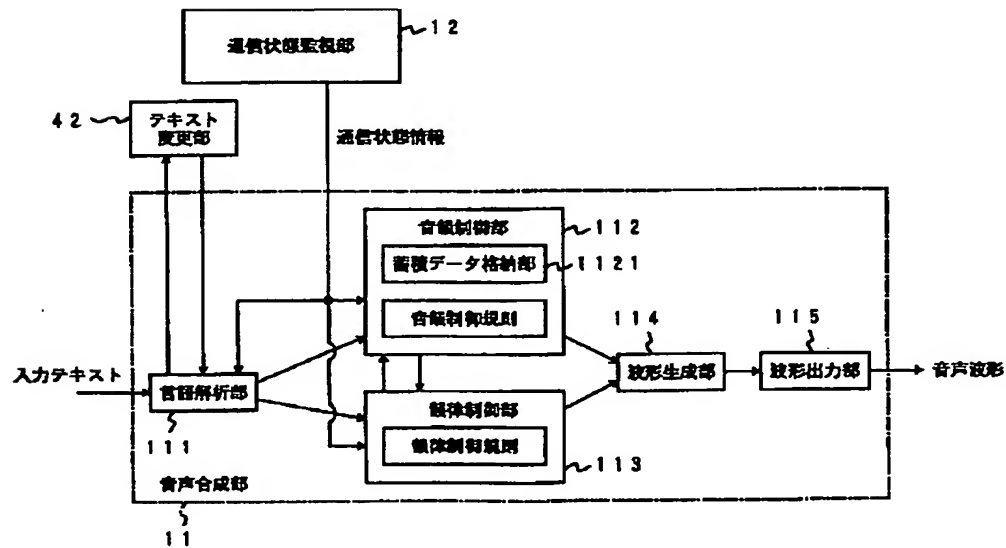 通信状態監視部
12
42
テキスト
変更部
通信状態情報
音韻制御部
112
蓄積データ格納部
1121
音韻制御規則
114
115
入力テキスト
言語解析部
波形生成部
波形出力部
音声波形
韻律制御部
韻律制御規則
111
113
音声合成部
11